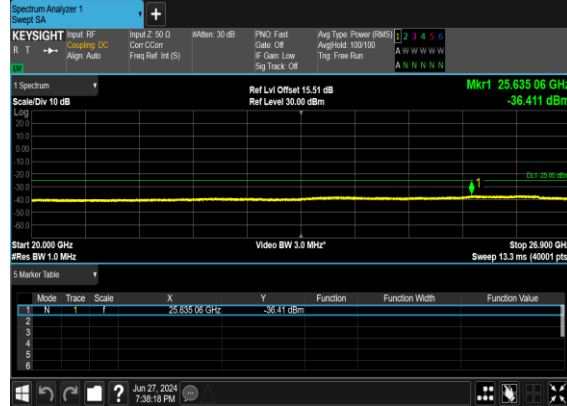 Spectrum Analyzer 1
Swept SA
+
KEYSIGHT Input: RF Input Z: 50 Ω #Atten: 30 dB PNO: Fast Avg Type: Power (RMS) 1 2 3 4 5 6
R T Coupling: DC Corr CCorr Gate: Off Avg|Hold: 100/100 A W W W W W
Align: Auto Freq Ref: Int (S) IF Gain: Low Trig: Free Run
Sig Track: Off A N N N N N
1 Spectrum
Ref Lvl Offset 15.51 dB Mkr1 25.635 06 GHz
Scale/Div 10 dB Ref Level 30.00 dBm -36.411 dBm
Log
20.0
10.0
0.00
-10.0
DL1 -25.00 dBm
-20.0
1
-30.0
-40.0
-50.0
-60.0
Start 20.000 GHz Video BW 3.0 MHz* Stop 26.900 GHz
#Res BW 1.0 MHz Sweep 13.3 ms (40001 pts)
5 Marker Table
Mode Trace Scale X Y Function Function Width Function Value
1 N 1 f 25.635 06 GHz -36.41 dBm
2
3
4
5
6
? Jun 27, 2024
7:38:18 PM